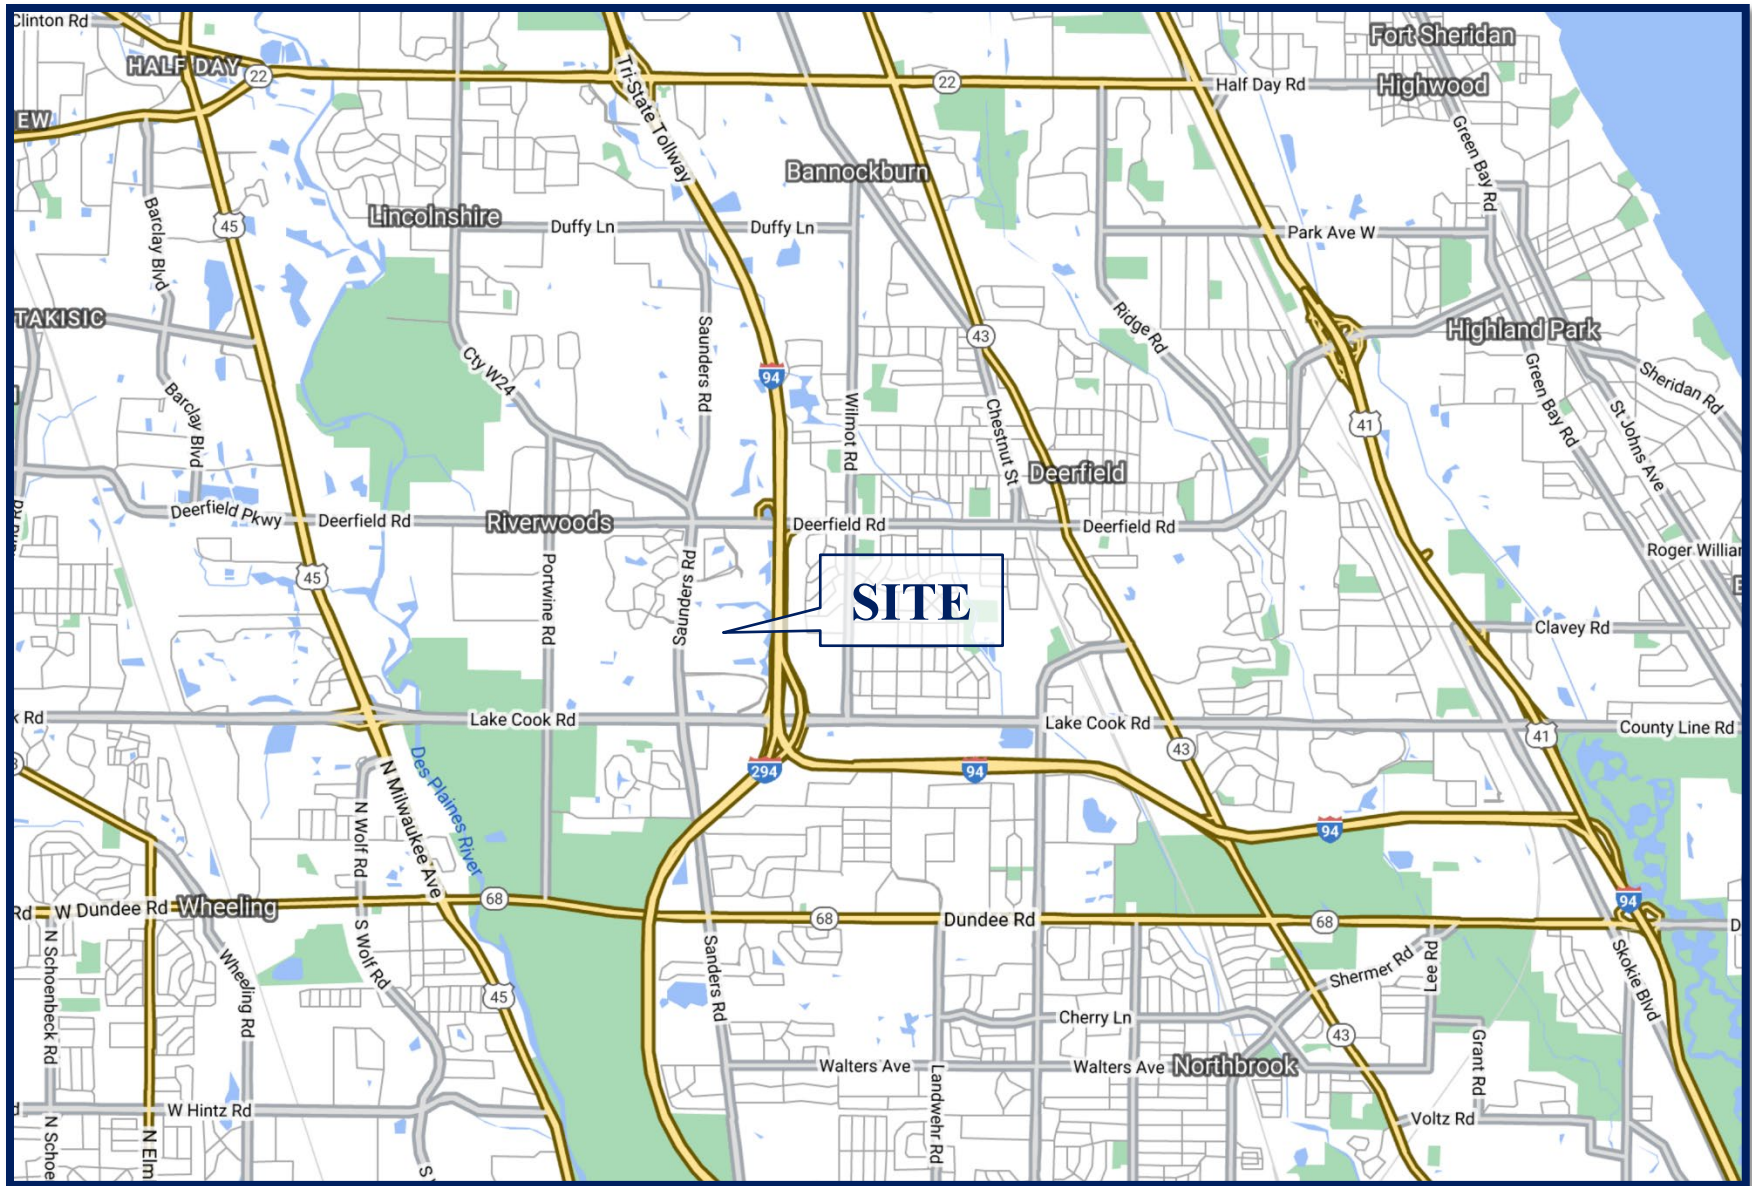 Clinton Rd
Fort Sheridan
HALF DAY
22
Tri-State Tollway
22
Half Day Rd
Highwood
EW
Green Bay Rd
Bannockburn
Barclay Blvd
45
Lincolnshire
Duffy Ln
Duffy Ln
Park Ave W
TAKISIC
Saunders Rd
43
Ridge Rd
Highland Park
Cty W24
94
Green Bay Rd
Sheridan Rd
Barclay Blvd
Wilmot Rd
Chestnut St
41
St Johns Ave
Deerfield
Deerfield Pkwy
Deerfield Rd
Riverwoods
Deerfield Rd
Deerfield Rd
Roger Williar
45
Portwine Rd
Saunders Rd
SITE
Clavey Rd
k Rd
Lake Cook Rd
Lake Cook Rd
County Line Rd
43
41
N Milwaukee Ave
Des Plaines River
294
94
N Wolf Rd
94
Rd
W Dundee Rd
Wheeling
68
68
Dundee Rd
68
94
D
N Schoenbeck Rd
Wheeling Rd
S Wolf Rd
45
Sanders Rd
Shermer Rd
Lee Rd
Skokie Blvd
Cherry Ln
43
Walters Ave
Walters Ave
Northbrook
Grant Rd
W Hintz Rd
Landwehr Rd
Voltz Rd
N Schoe
N Elm
S